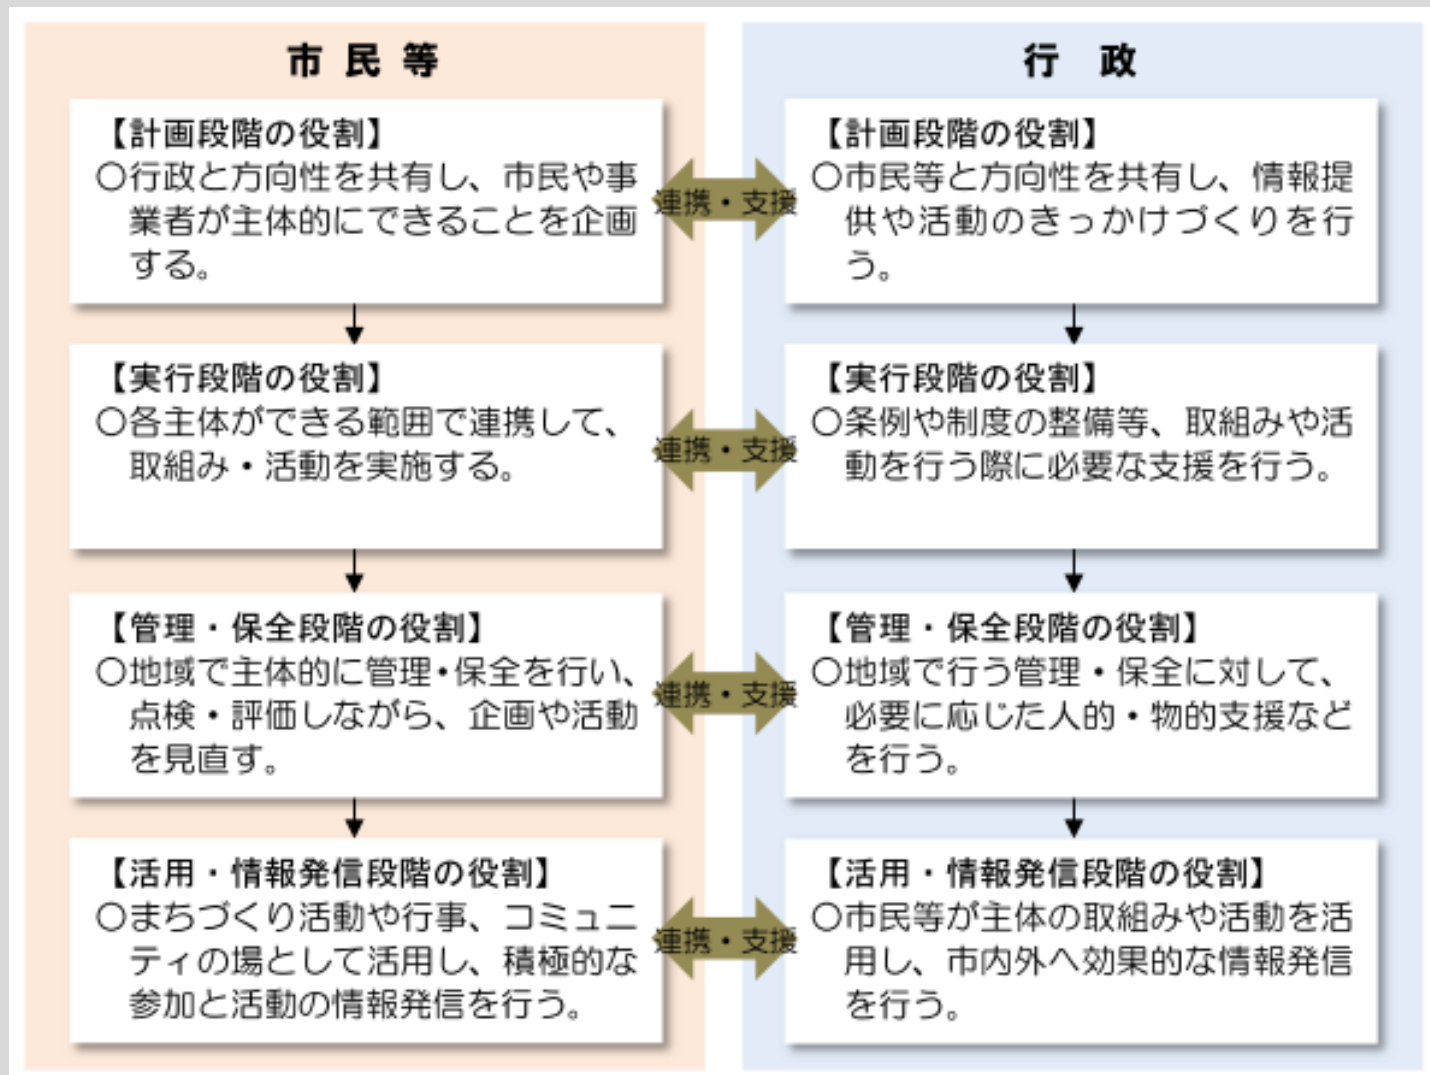 市民等
【計画段階の役割】
○行政と方向性を共有し、市民や事
業者が主体的にできることを企画
する。
【実行段階の役割】
○各主体ができる範囲で連携して、
取組み・活動を実施する。
【管理・保全段階の役割】
○地域で主体的に管理・保全を行い、
点検・評価しながら、企画や活動
を見直す。
【活用・情報発信段階の役割】
○まちづくり活動や行事、コミュニ
ティの場として活用し、積極的な
参加と活動の情報発信を行う。
連携・支援
連携・支援
連携・支援
連携・支援
行政
【計画段階の役割】
○市民等と方向性を共有し、情報提
供や活動のきっかけづくりを行
う。
【実行段階の役割】
○条例や制度の整備等、取組みや活
動を行う際に必要な支援を行う。
【管理・保全段階の役割】
○地域で行う管理・保全に対して、
必要に応じた人的・物的支援など
を行う。
【活用・情報発信段階の役割】
○市民等が主体の取組みや活動を活
用し、市内外へ効果的な情報発信
を行う。